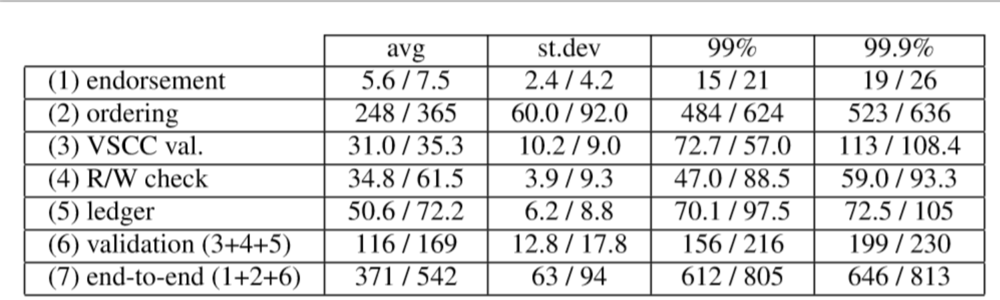 avg st.dev 99% 99.9%
(1) endorsement 5.6 / 7.5 2.4 / 4.2 15 / 21 19 / 26
(2) ordering 248 / 365 60.0 / 92.0 484 / 624 523 / 636
(3) VSCC val. 31.0 / 35.3 10.2 / 9.0 72.7 / 57.0 113 / 108.4
(4) R/W check 34.8 / 61.5 3.9 / 9.3 47.0 / 88.5 59.0 / 93.3
(5) ledger 50.6 / 72.2 6.2 / 8.8 70.1 / 97.5 72.5 / 105
(6) validation (3+4+5) 116 / 169 12.8 / 17.8 156 / 216 199 / 230
(7) end-to-end (1+2+6) 371 / 542 63 / 94 612 / 805 646 / 813